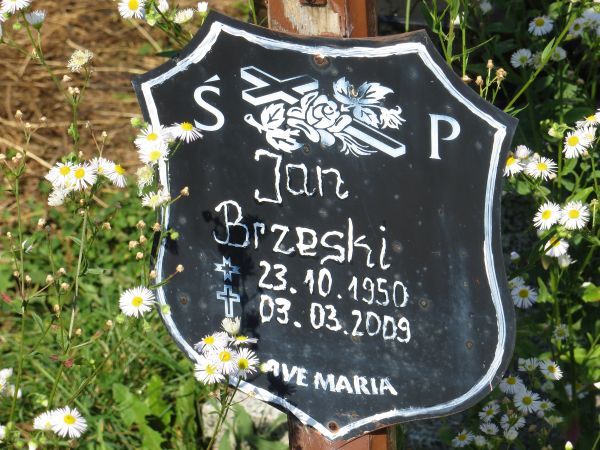 Ś P
Jan
Brzeski
23.10.1950
03.03.2009
AVE MARIA